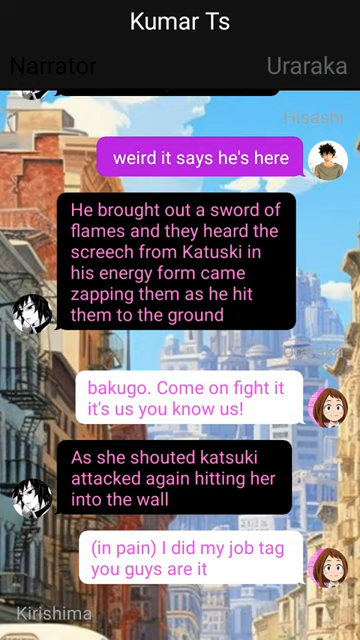 Kumar Ts
Narrator
Uraraka
Hisashi
weird it says he's here
He brought out a sword of
flames and they heard the
screech from Katuski in
his energy form came
zapping them as he hit
them to the ground
Uraraka
bakugo. Come on fight it
it's us you know us!
As she shouted katsuki
attacked again hitting her
into the wall
(in pain) I did my job tag
you guys are it
Kirishima